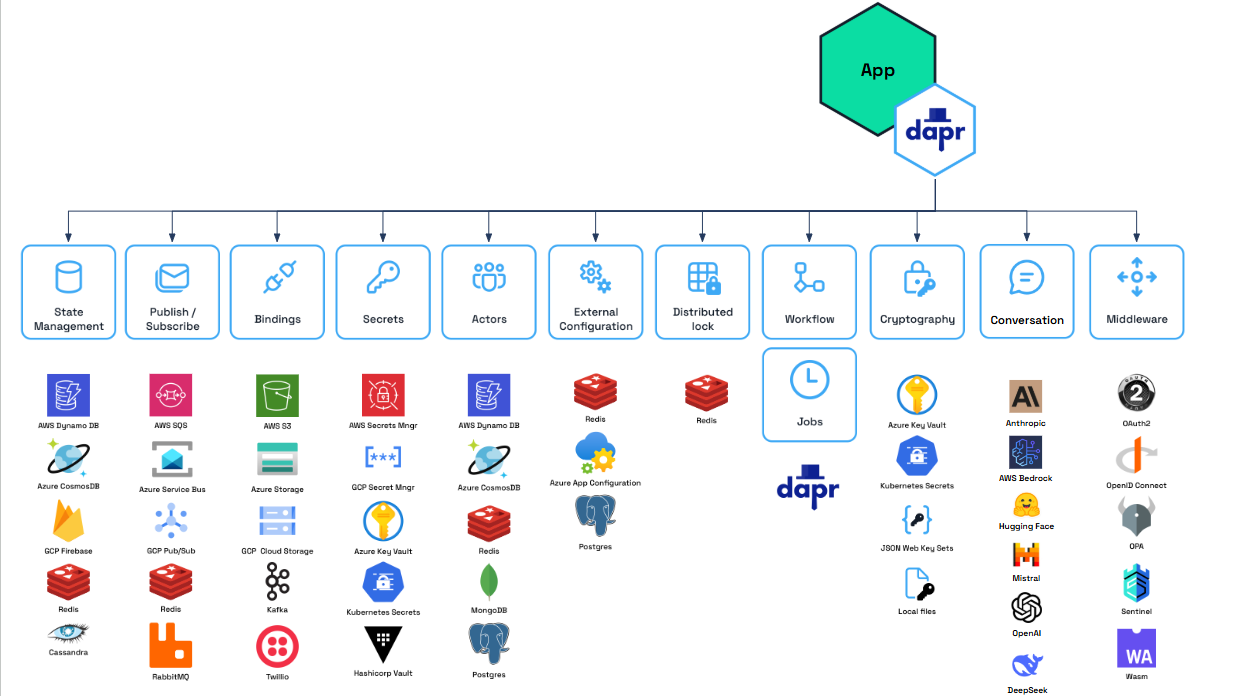 App
dapr
State
Management
Publish /
Subscribe
Bindings
Secrets
Actors
External
Configuration
Distributed
lock
Workflow
Cryptography
Conversation
Middleware
Jobs
dapr
AWS Dynamo DB
Azure CosmosDB
GCP Firebase
Redis
Cassandra
AWS SQS
Azure Service Bus
GCP Pub/Sub
Redis
RabbitMQ
AWS S3
Azure Storage
GCP Cloud Storage
Kafka
Twillio
AWS Secrets Mngr
[***]
GCP Secret Mngr
Azure Key Vault
Kubernetes Secrets
Hashicorp Vault
AWS Dynamo DB
Azure CosmosDB
Redis
MongoDB
Postgres
Redis
Azure App Configuration
Postgres
Redis
Azure Key Vault
Kubernetes Secrets
JSON Web Key Sets
Local files
A\
Anthropic
AWS Bedrock
Hugging Face
Mistral
OpenAI
DeepSeek
OAUTH
2
OAuth2
OpenID Connect
OPA
Sentinel
WA
Wasm